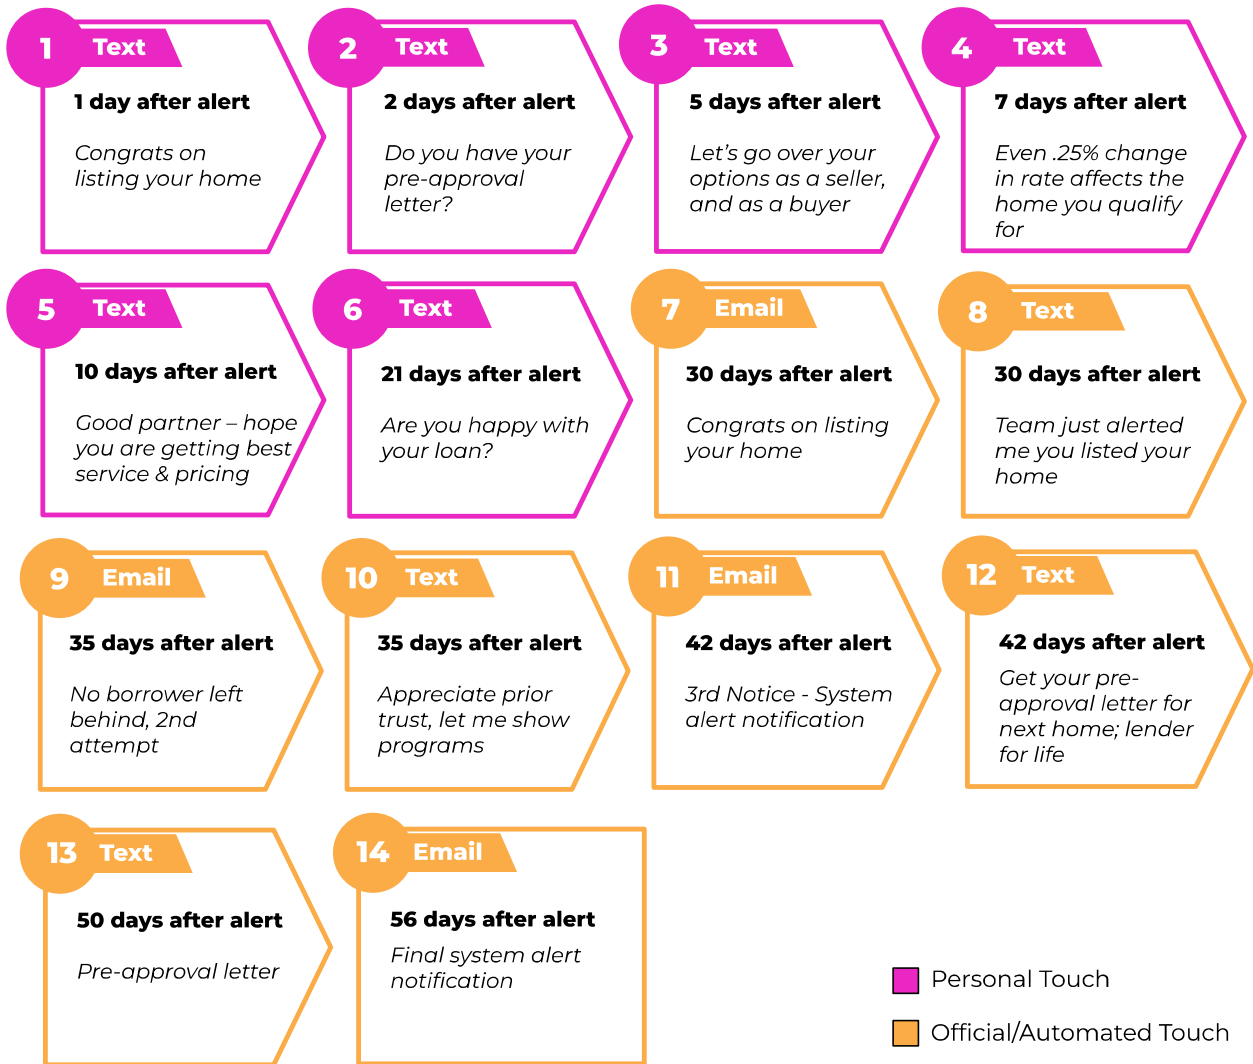 1 Text
1 day after alert
Congrats on
listing your home
2 Text
2 days after alert
Do you have your
pre-approval
letter?
3 Text
5 days after alert
Let’s go over your
options as a seller,
and as a buyer
4 Text
7 days after alert
Even .25% change
in rate affects the
home you qualify
for
5 Text
10 days after alert
Good partner – hope
you are getting best
service & pricing
6 Text
21 days after alert
Are you happy with
your loan?
7 Email
30 days after alert
Congrats on listing
your home
8 Text
30 days after alert
Team just alerted
me you listed your
home
9 Email
35 days after alert
No borrower left
behind, 2nd
attempt
10 Text
35 days after alert
Appreciate prior
trust, let me show
programs
11 Email
42 days after alert
3rd Notice - System
alert notification
12 Text
42 days after alert
Get your pre-
approval letter for
next home; lender
for life
13 Text
50 days after alert
Pre-approval letter
14 Email
56 days after alert
Final system alert
notification
Personal Touch
Official/Automated Touch